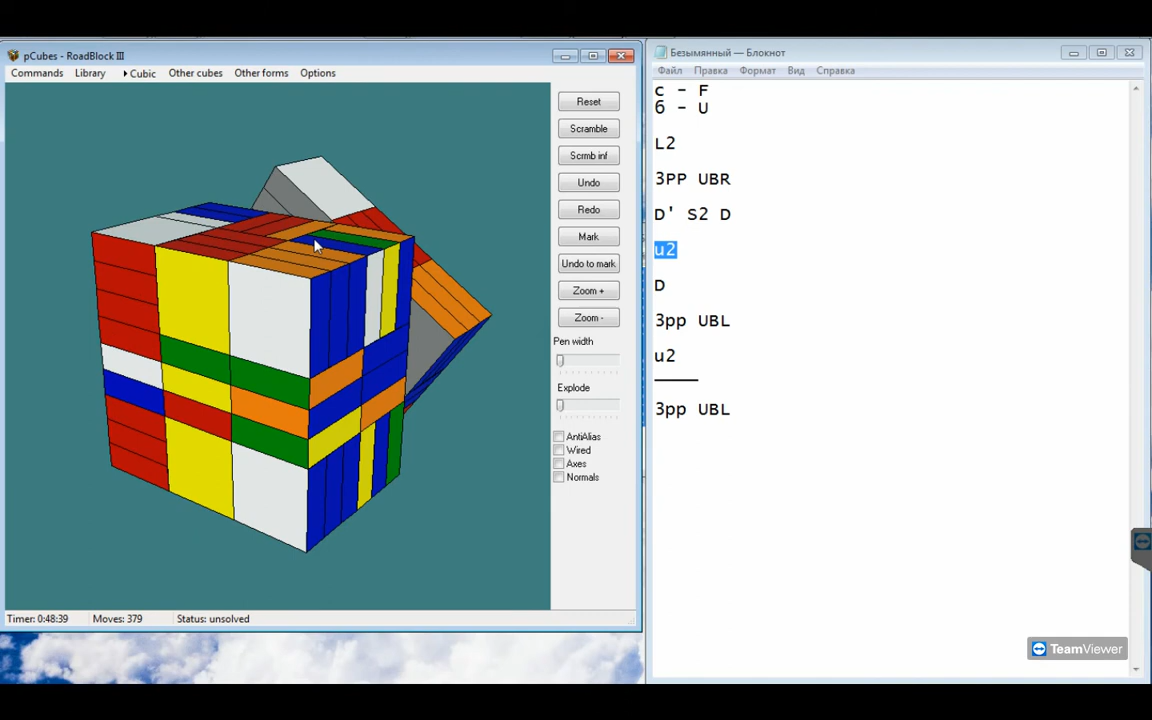 pCubes - RoadBlock III
Commands Library Cubic Other cubes Other forms Options
Reset
Scramble
Scrmb inf
Undo
Redo
Mark
Undo to mark
Zoom +
Zoom -
Pen width
Explode
AntiAlias
Wired
Axes
Normals
Timer: 0:48:39 Moves: 379 Status: unsolved
Безымянный — Блокнот
Файл Правка Формат Вид Справка
с - F
б - U
L2
3PP UBR
D' S2 D
u2
D
3pp UBL
u2
3pp UBL
TeamViewer